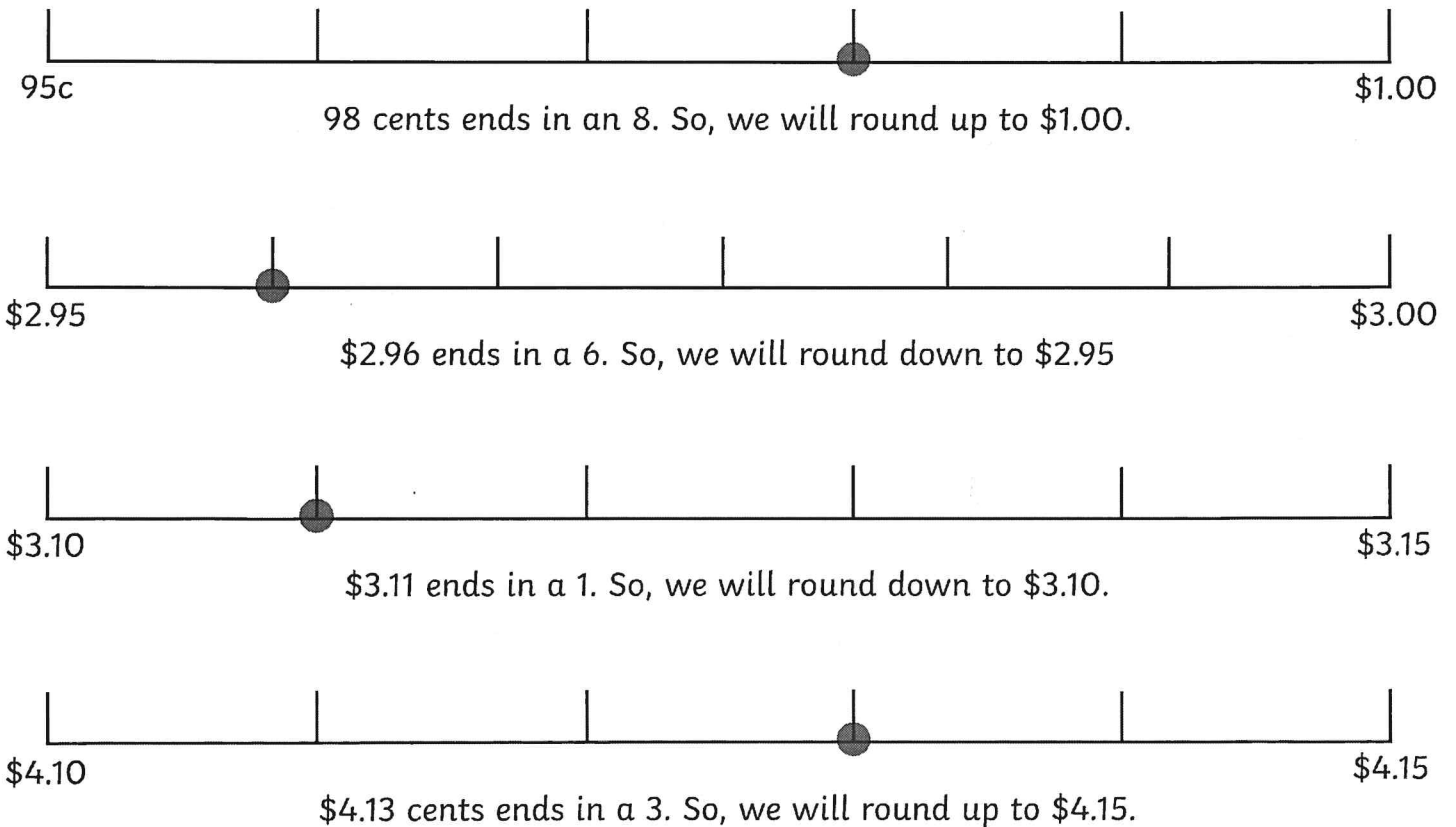 95c
$1.00
98 cents ends in an 8. So, we will round up to $1.00.
$2.95
$3.00
$2.96 ends in a 6. So, we will round down to $2.95
$3.10
$3.15
$3.11 ends in a 1. So, we will round down to $3.10.
$4.10
$4.15
$4.13 cents ends in a 3. So, we will round up to $4.15.